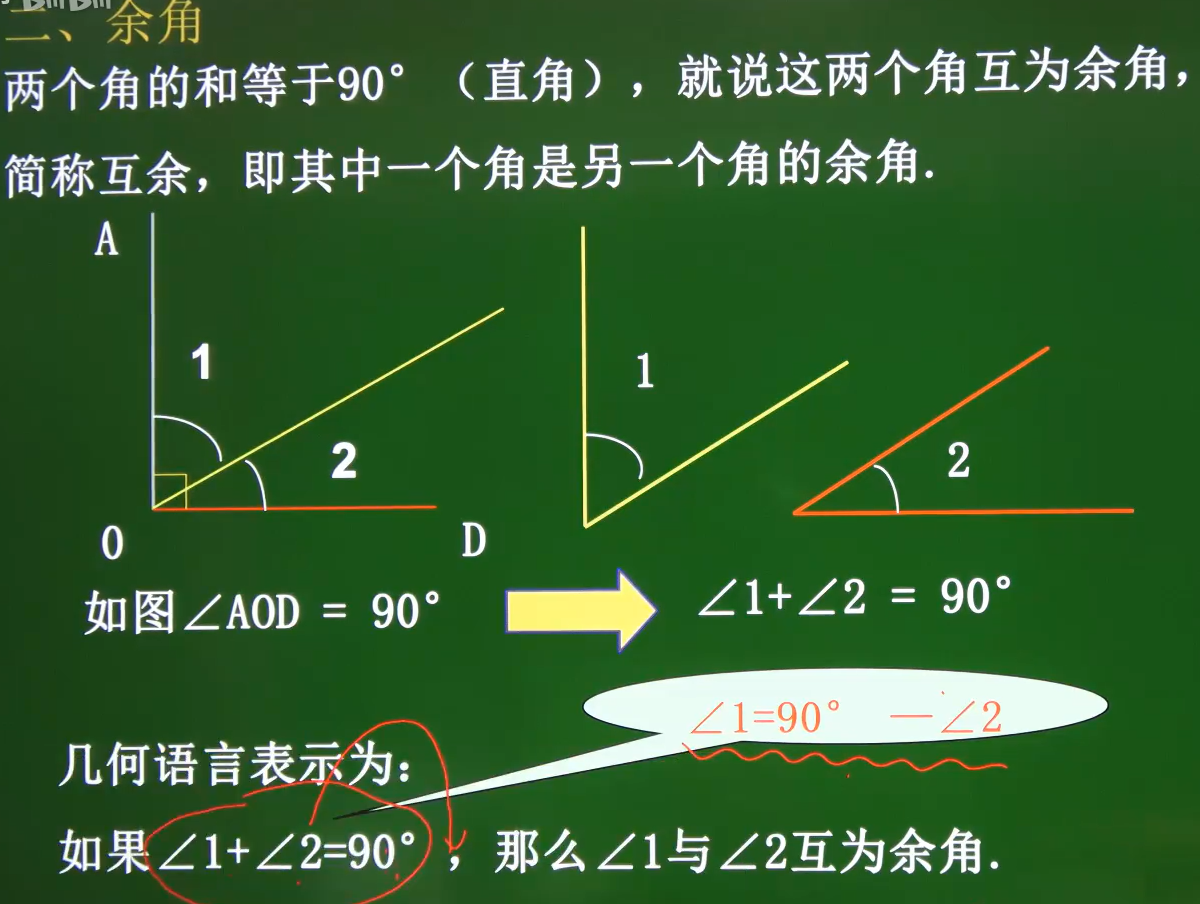 BiliBili
二、余角
两个角的和等于90°（直角），就说这两个角互为余角，
简称互余，即其中一个角是另一个角的余角.
A
1
2
O
D
1
2
如图∠AOD = 90°
∠1+∠2 = 90°
∠1=90° —∠2
几何语言表示为：
如果∠1+∠2=90°，那么∠1与∠2互为余角.